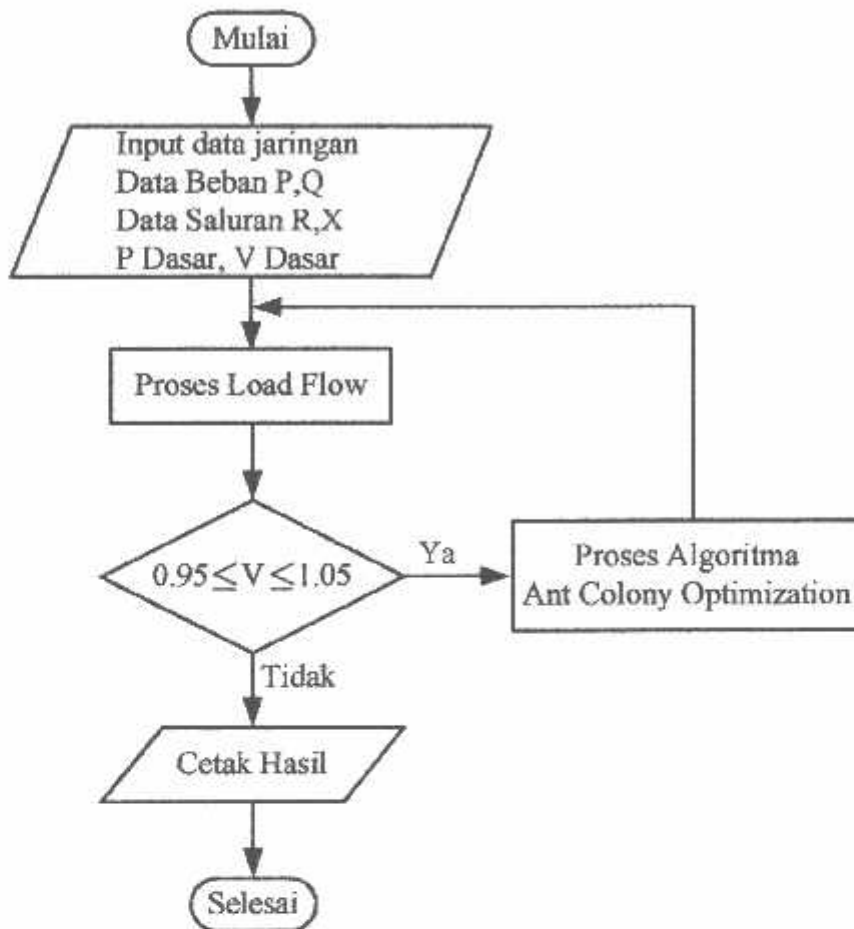 Mulai
Input data jaringan
Data Beban P,Q
Data Saluran R,X
P Dasar, V Dasar
Proses Load Flow
0.95≤V≤1.05
Ya
Proses Algoritma
Ant Colony Optimization
Tidak
Cetak Hasil
Selesai